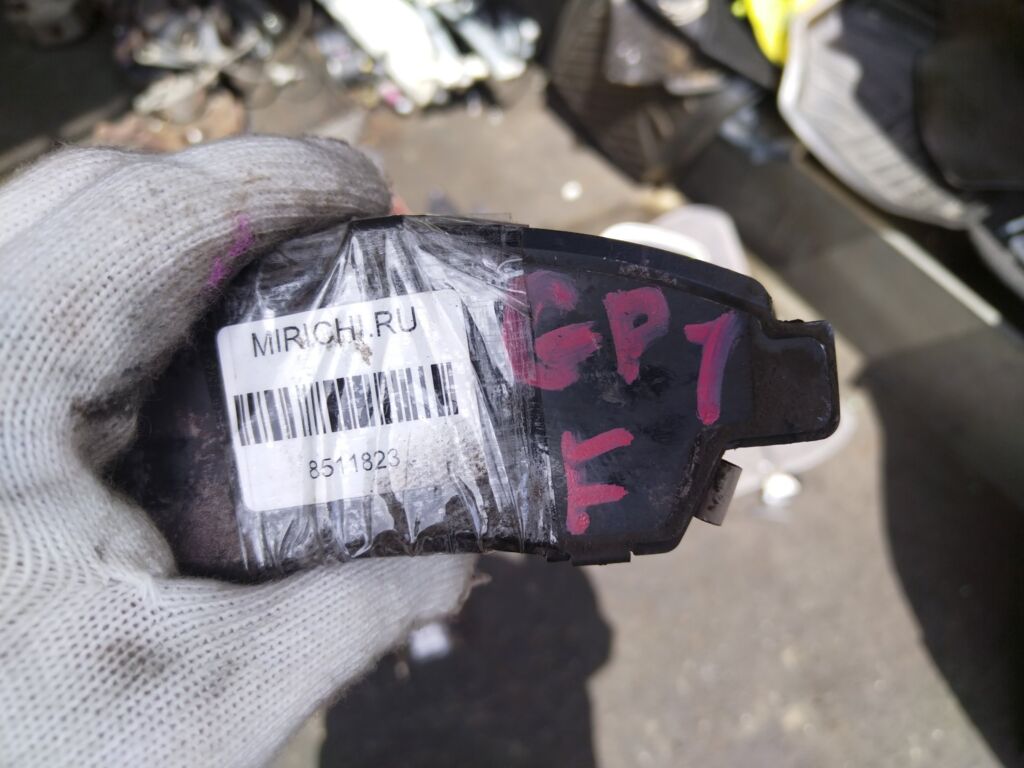 MIRICHI.RU
8511823
GP1
F